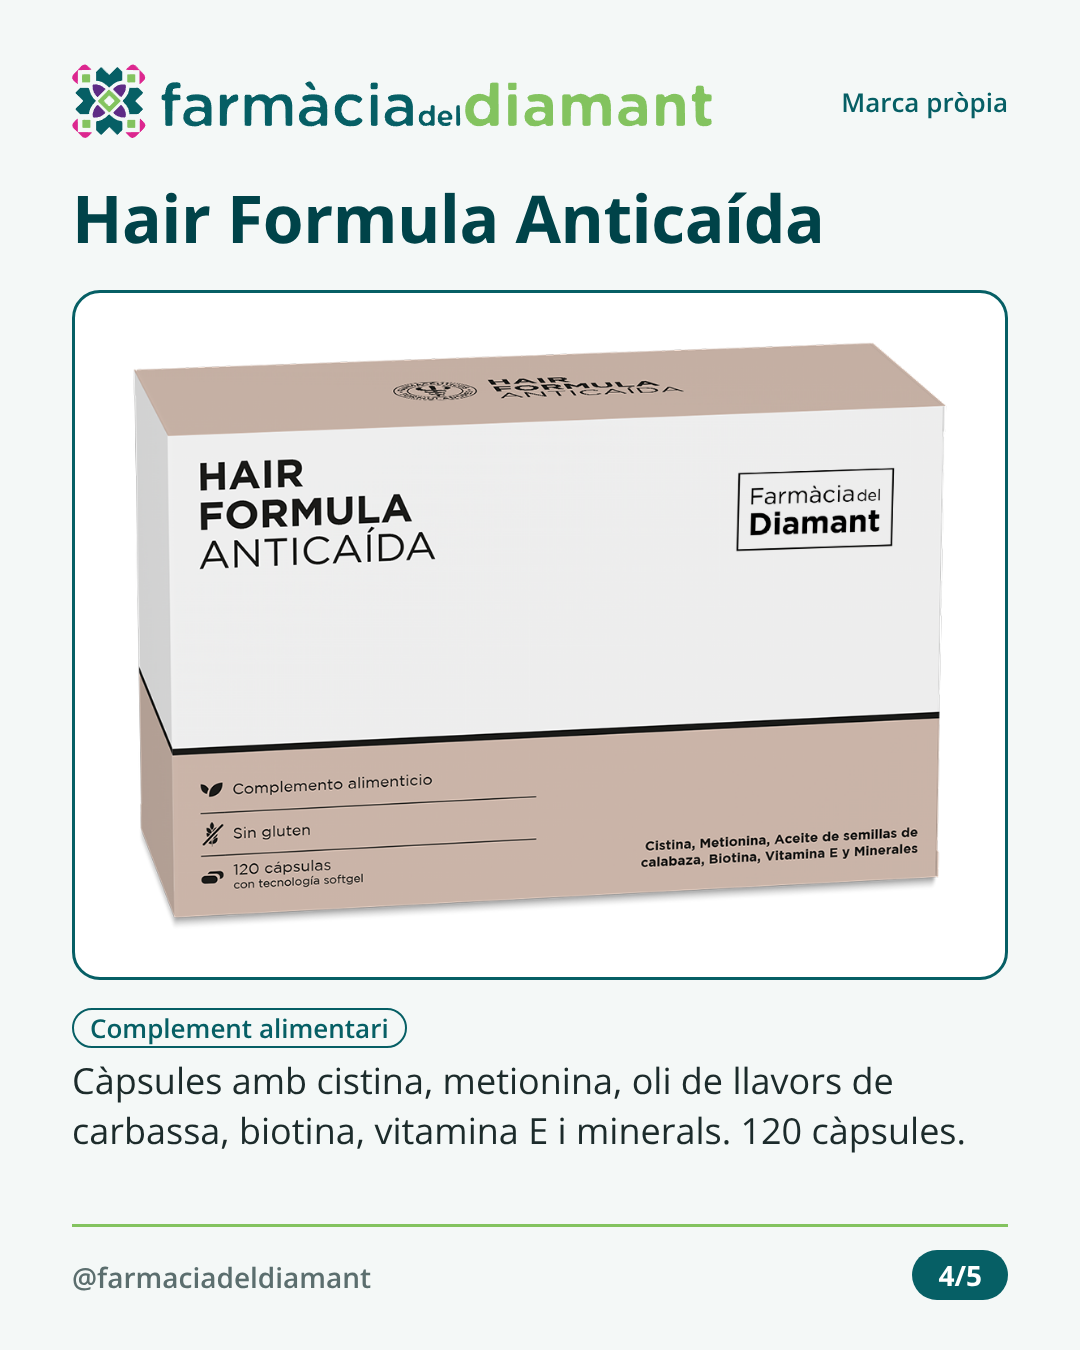 farmàciadeldiamant
Marca pròpia
Hair Formula Anticaída
HAIR
FORMULA
ANTICAÍDA
HAIR
FORMULA
ANTICAÍDA
Farmàcia del
Diamant
Complemento alimenticio
Sin gluten
120 cápsulas
con tecnología softgel
Cistina, Metionina, Aceite de semillas de
calabaza, Biotina, Vitamina E y Minerales
Complement alimentari
Càpsules amb cistina, metionina, oli de llavors de
carbassa, biotina, vitamina E i minerals. 120 càpsules.
@farmaciadeldiamant
4/5